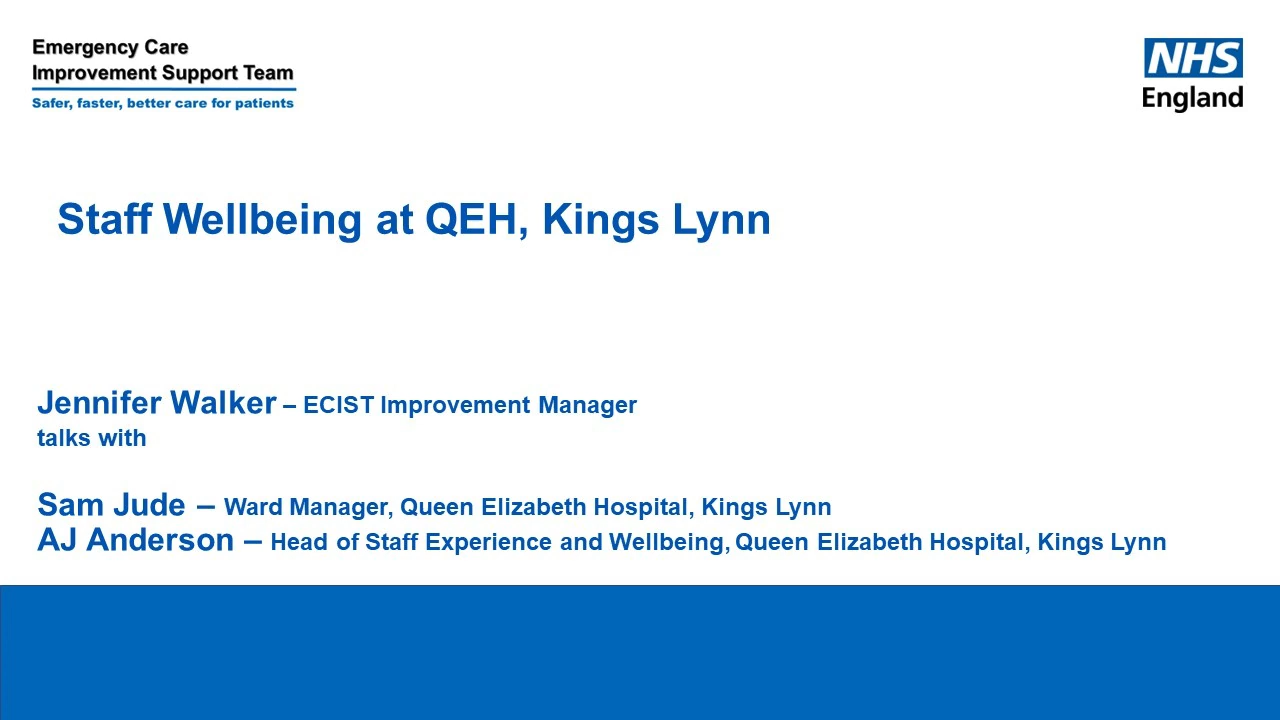 Emergency Care
Improvement Support Team
Safer, faster, better care for patients
NHS
England
Staff Wellbeing at QEH, Kings Lynn
Jennifer Walker – ECIST Improvement Manager
talks with
Sam Jude – Ward Manager, Queen Elizabeth Hospital, Kings Lynn
AJ Anderson – Head of Staff Experience and Wellbeing, Queen Elizabeth Hospital, Kings Lynn